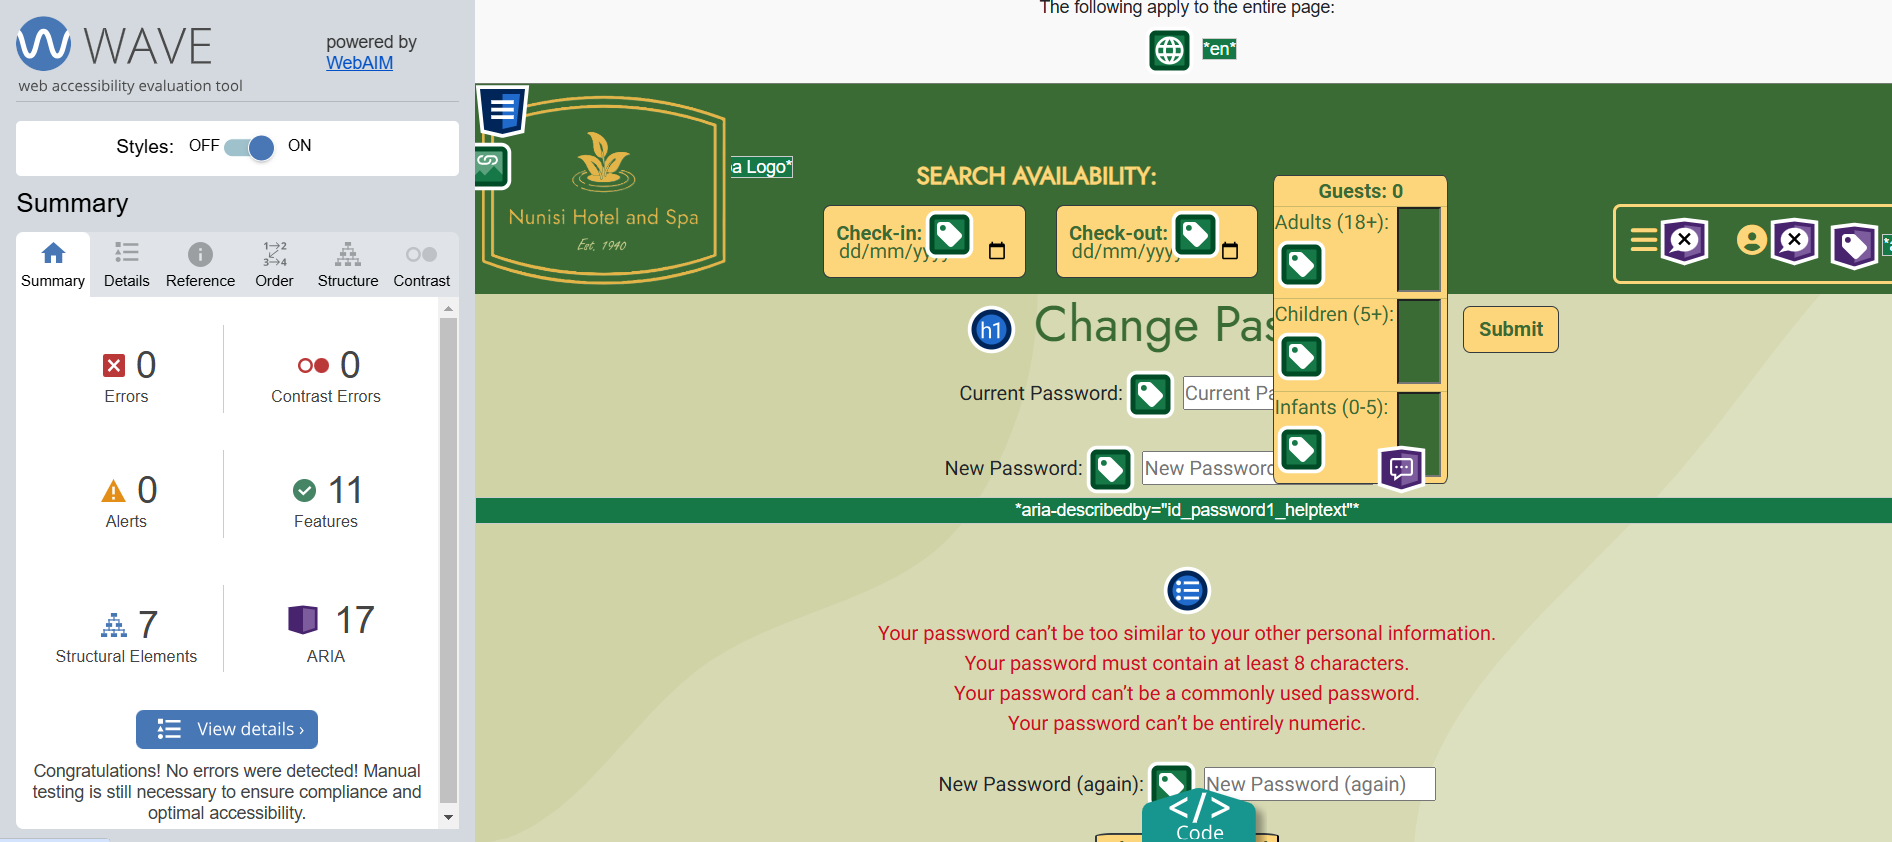 WAVE
powered by
WebAIM
web accessibility evaluation tool
Styles: OFF ON
Summary
1→2
3→4
Summary Details Reference Order Structure Contrast
0 Errors
0 Contrast Errors
0 Alerts
11 Features
7 Structural Elements
17 ARIA
View details ›
Congratulations! No errors were detected! Manual
testing is still necessary to ensure compliance and
optimal accessibility.
The following apply to the entire page:
*en*
Nunisi Hotel and Spa
Est. 1940
a Logo*
SEARCH AVAILABILITY:
Check-in:
dd/mm/yyyy
Check-out:
dd/mm/yyyy
Guests: 0
Adults (18+):
Children (5+):
Infants (0-5):
Submit
h1
Change Pas
Current Password: Current Pa
New Password: New Password
*aria-describedby="id_password1_helptext"*
Your password can’t be too similar to your other personal information.
Your password must contain at least 8 characters.
Your password can’t be a commonly used password.
Your password can’t be entirely numeric.
New Password (again): New Password (again)
</>
Code